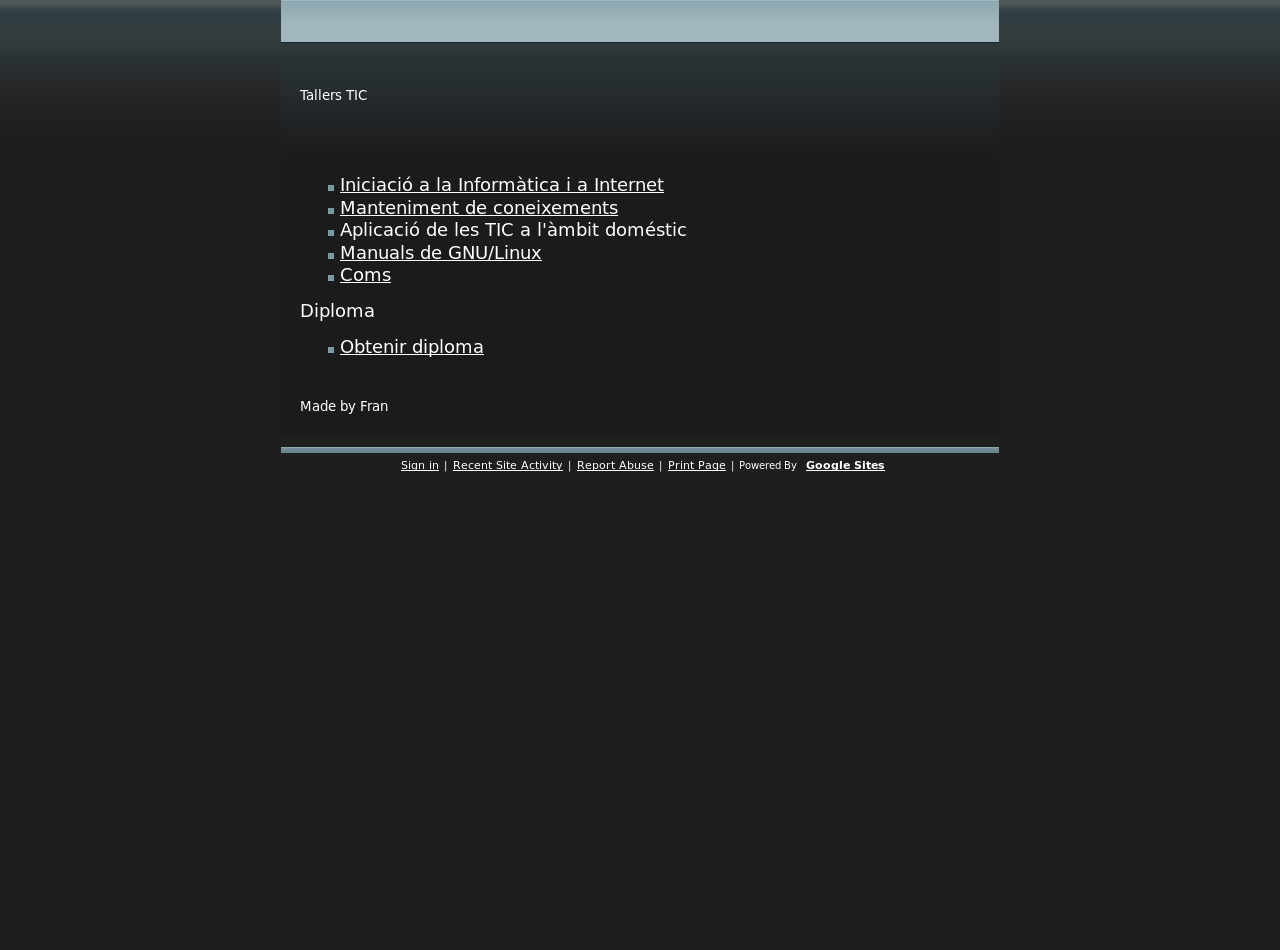 Tallers TIC
Iniciació a la Informàtica i a Internet
Manteniment de coneixements
Aplicació de les TIC a l'àmbit doméstic
Manuals de GNU/Linux
Coms
Diploma
Obtenir diploma
Made by Fran
Sign in | Recent Site Activity | Report Abuse | Print Page | Powered By Google Sites